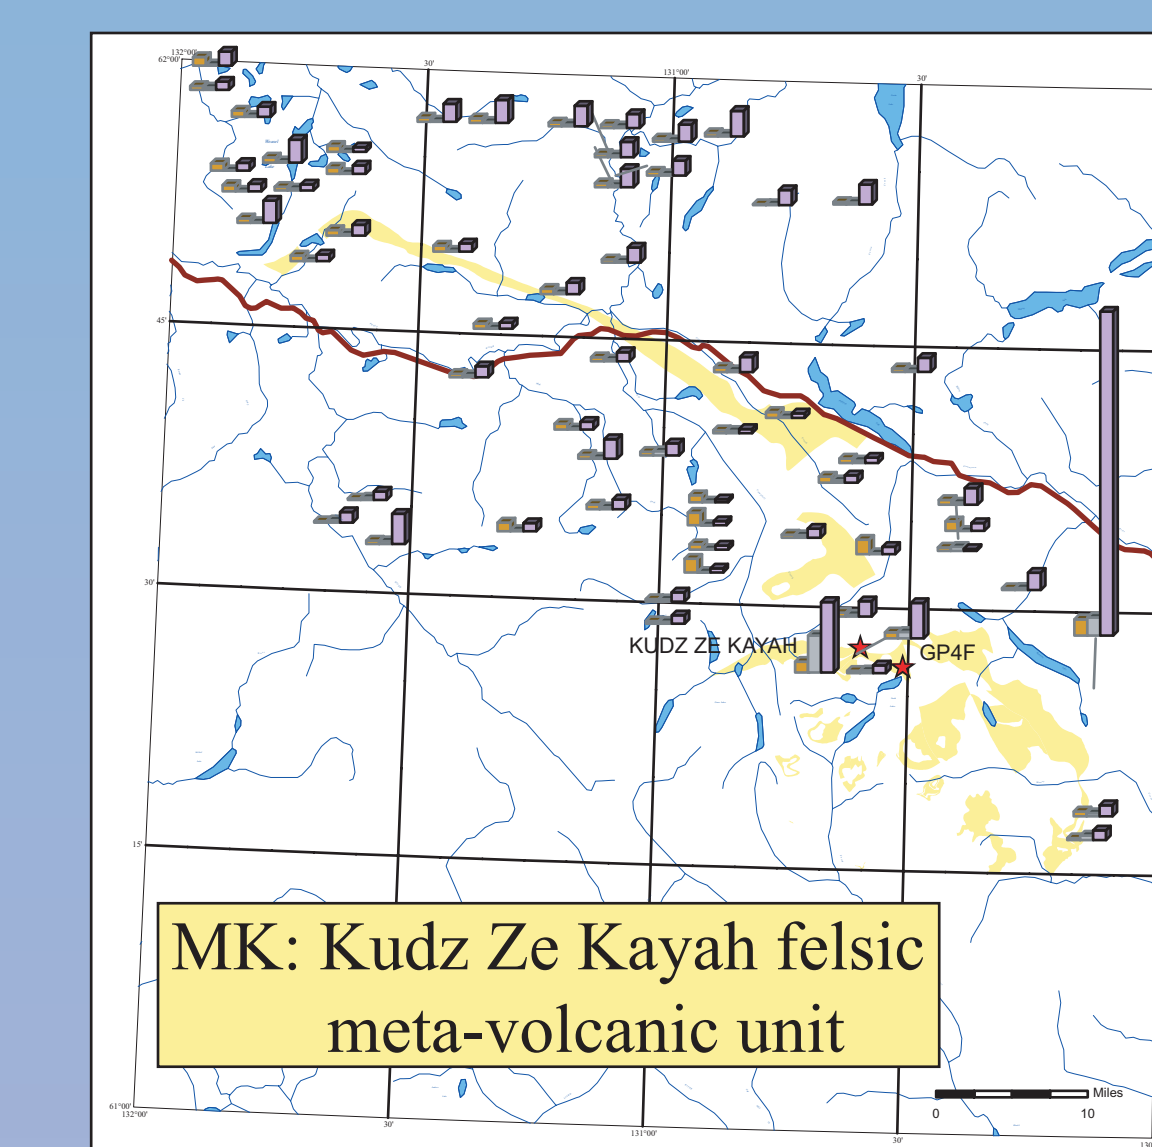 132°00'
62°00'
30'
131°00'
30'
45'
30'
KUDZ ZE KAYAH
GP4F
15'
MK: Kudz Ze Kayah felsic
meta-volcanic unit
Miles
0 10
61°00'
132°00'
30'
131°00'
30'